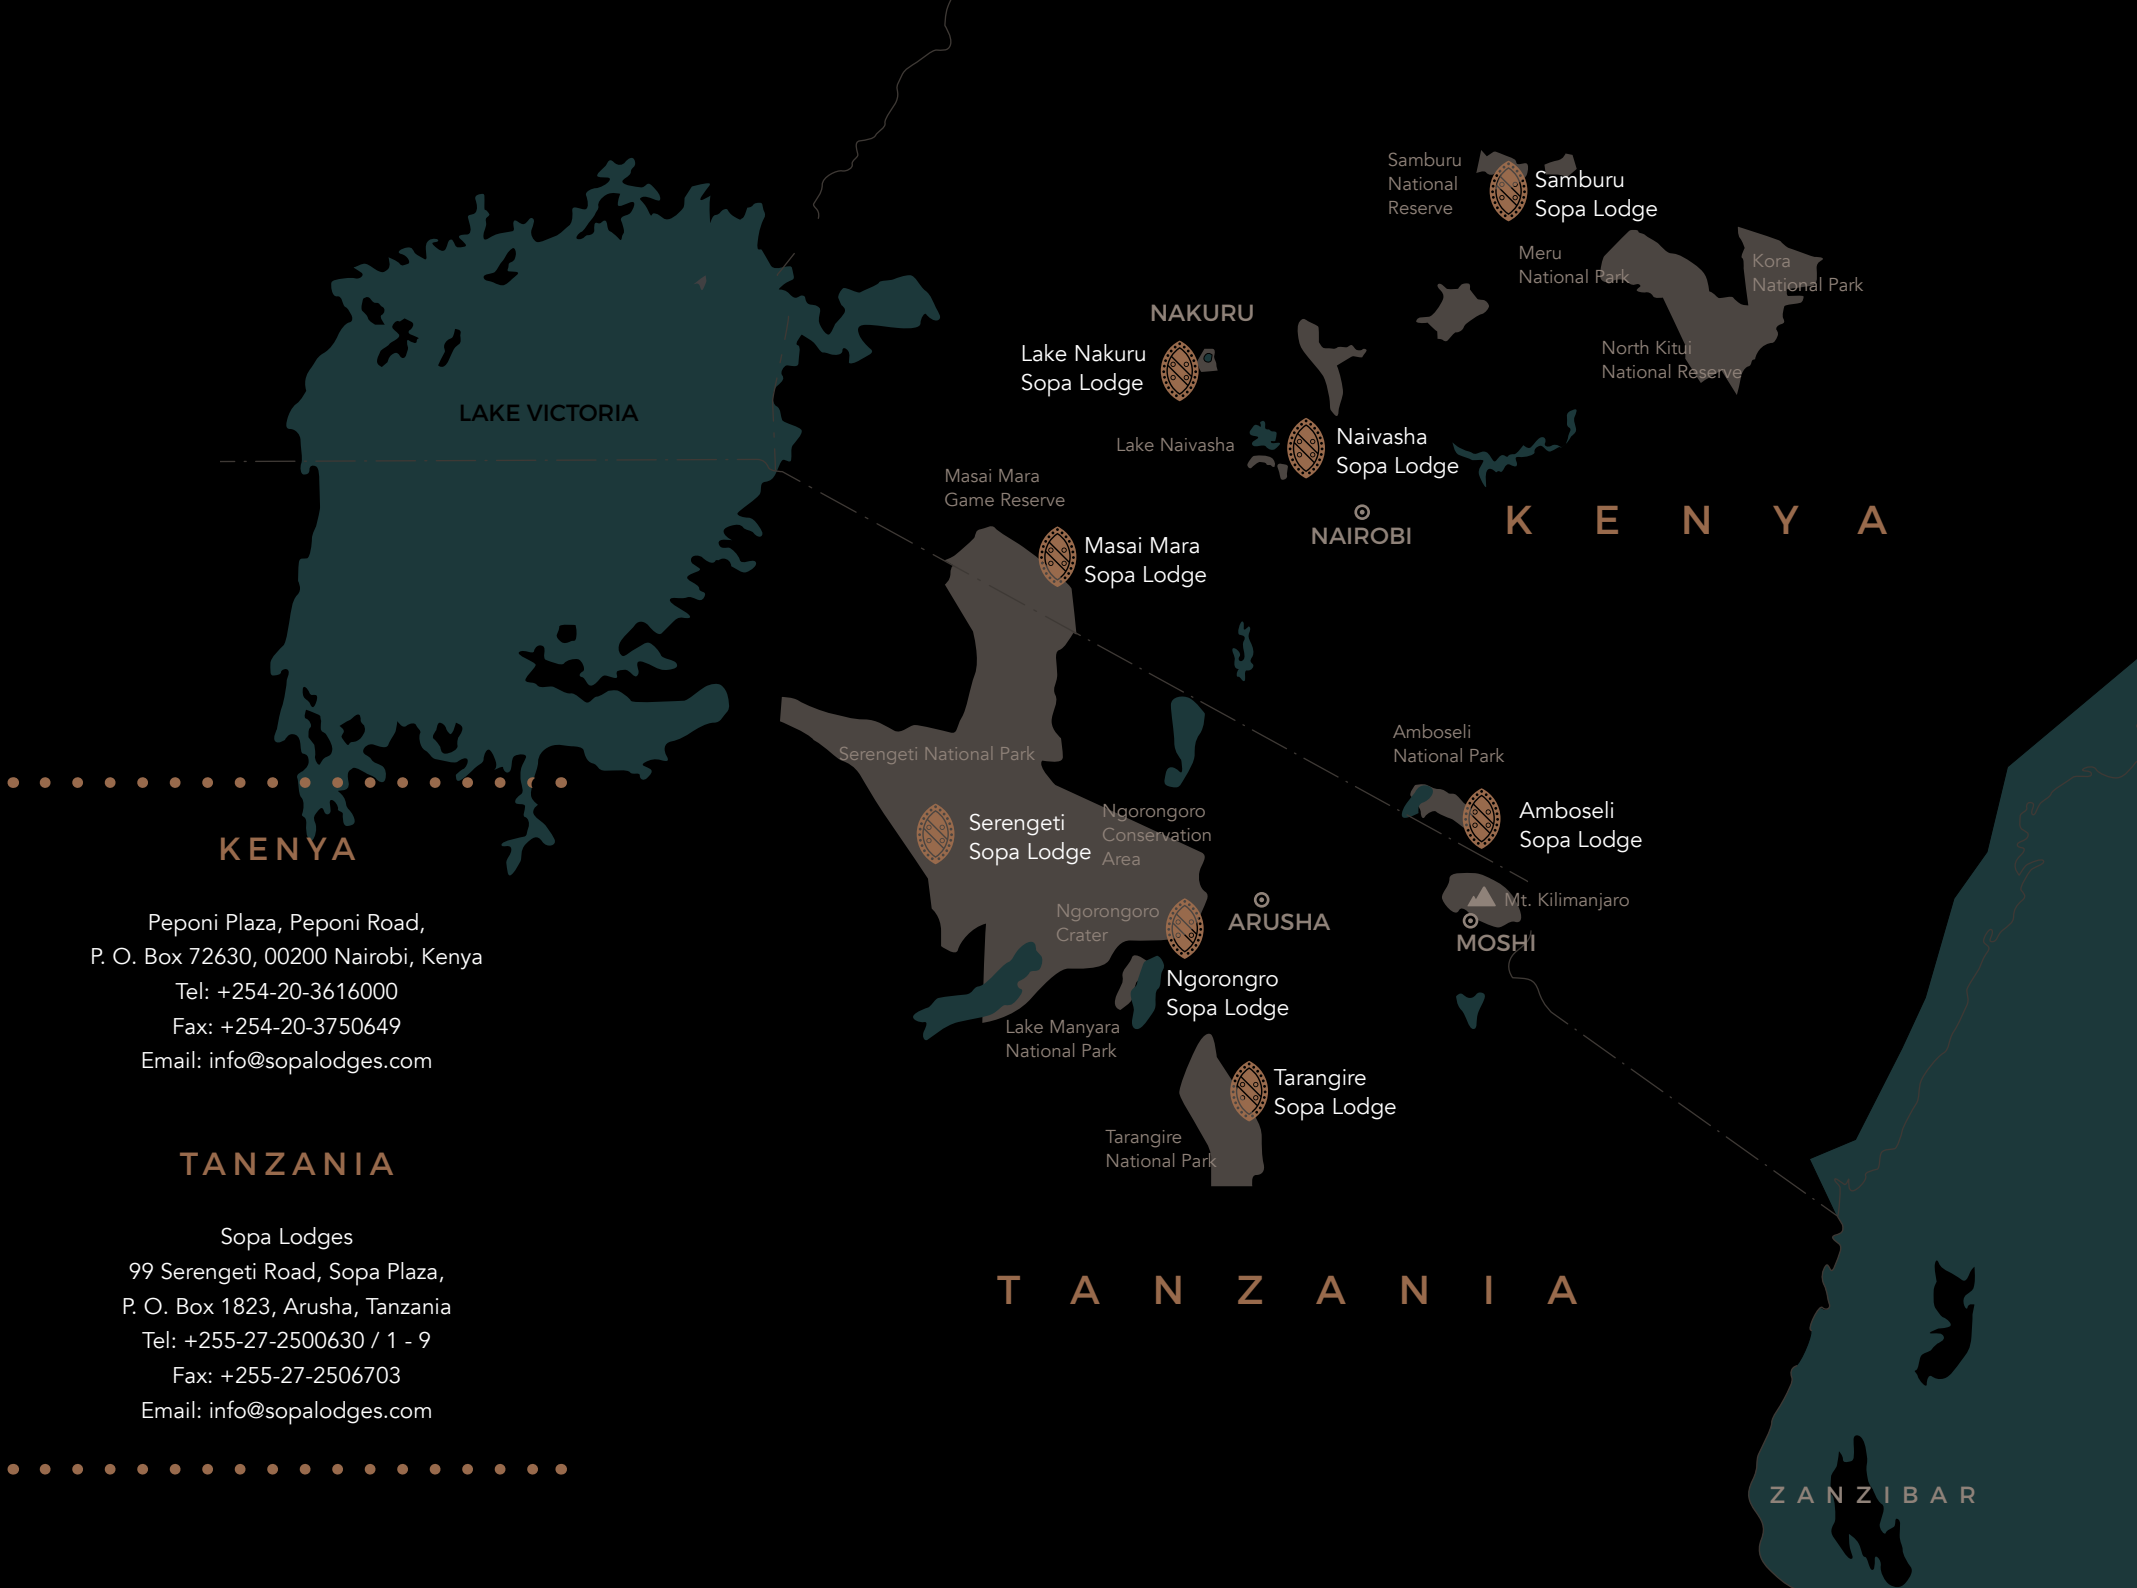 Samburu
National
Reserve
Samburu
Sopa Lodge
Meru
National Park
Kora
National Park
NAKURU
Lake Nakuru
Sopa Lodge
North Kitui
National Reserve
LAKE VICTORIA
Lake Naivasha
Naivasha
Sopa Lodge
Masai Mara
Game Reserve
NAIROBI
KENYA
Masai Mara
Sopa Lodge
Serengeti National Park
Amboseli
National Park
Serengeti
Sopa Lodge
Ngorongoro
Conservation
Area
Amboseli
Sopa Lodge
Ngorongoro
Crater
ARUSHA
Mt. Kilimanjaro
MOSHI
Ngorongro
Sopa Lodge
Lake Manyara
National Park
Tarangire
Sopa Lodge
Tarangire
National Park
TANZANIA
ZANZIBAR
KENYA
Peponi Plaza, Peponi Road,
P. O. Box 72630, 00200 Nairobi, Kenya
Tel: +254-20-3616000
Fax: +254-20-3750649
Email: info@sopalodges.com
TANZANIA
Sopa Lodges
99 Serengeti Road, Sopa Plaza,
P. O. Box 1823, Arusha, Tanzania
Tel: +255-27-2500630 / 1 - 9
Fax: +255-27-2506703
Email: info@sopalodges.com